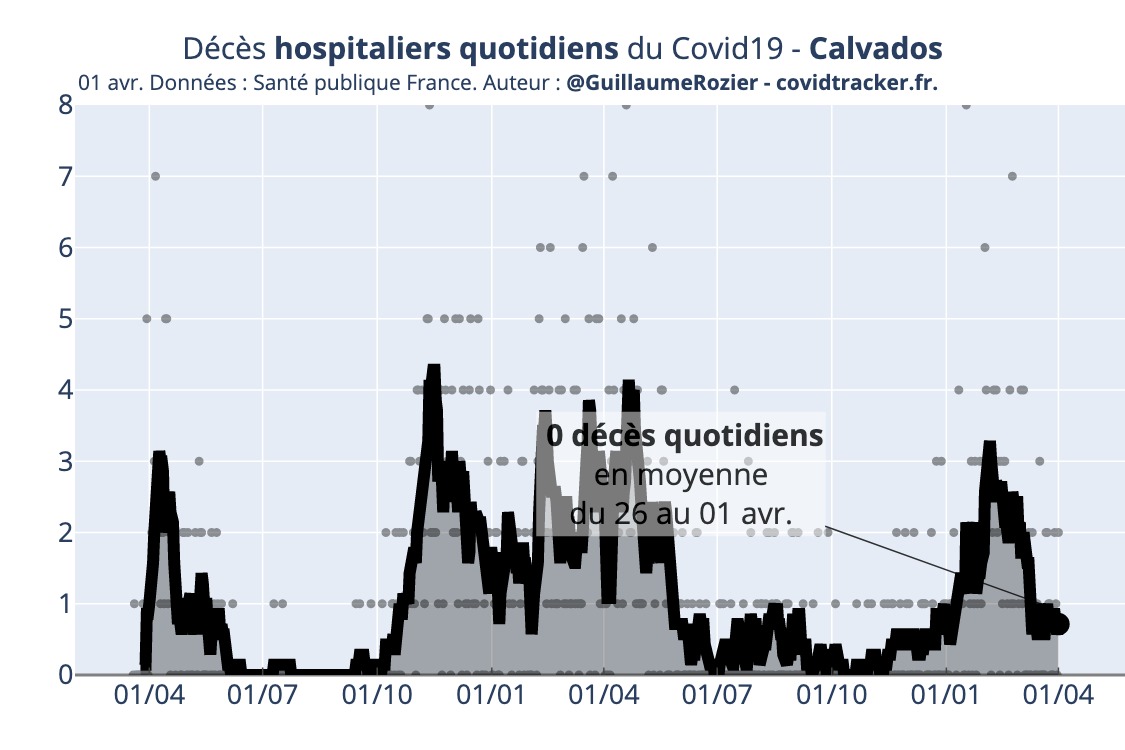 Décès hospitaliers quotidiens du Covid19 - Calvados
01 avr. Données : Santé publique France. Auteur : @GuillaumeRozier - covidtracker.fr.
8
7
6
5
4
3
2
1
0
0 décès quotidiens
en moyenne
du 26 au 01 avr.
01/04 01/07 01/10 01/01 01/04 01/07 01/10 01/01 01/04